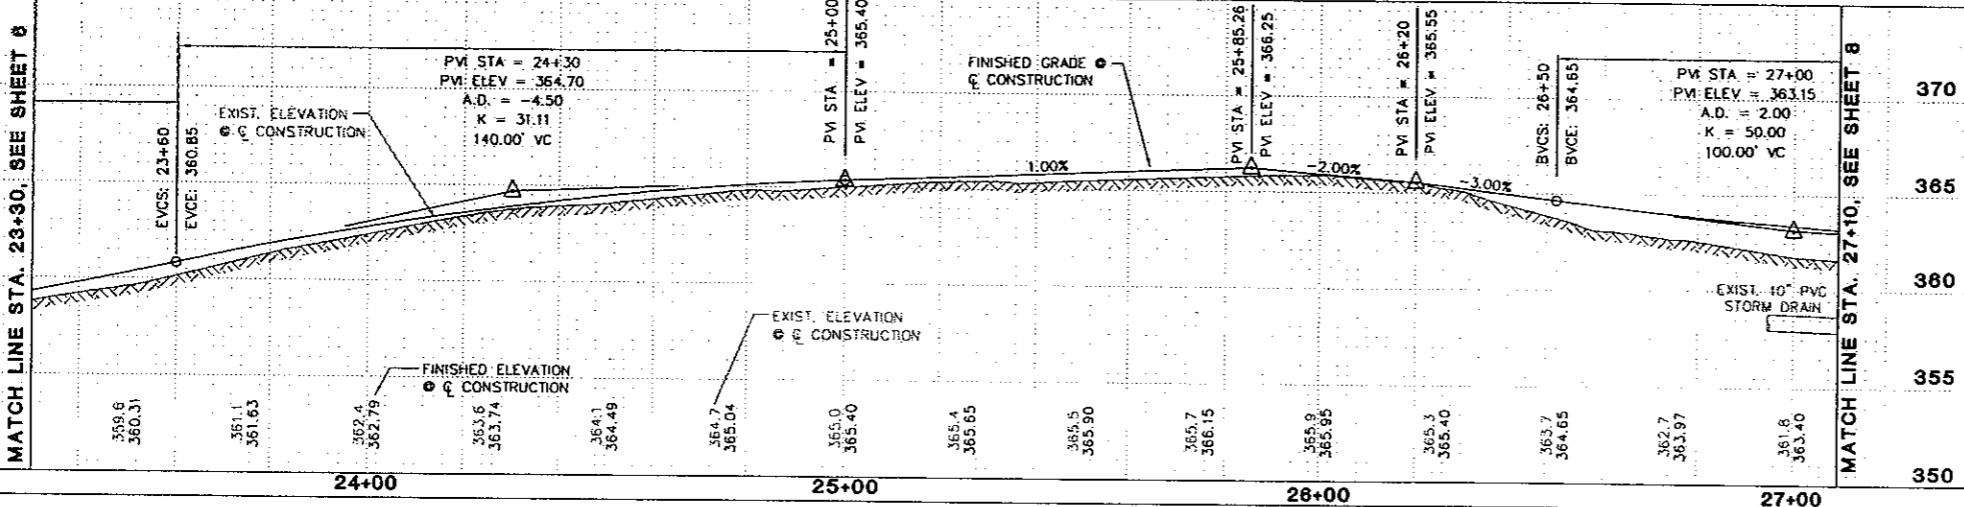 MATCH LINE STA. 23+30, SEE SHEET 6
EVCS: 23+60
EVCE: 360.85
EXIST. ELEVATION
@ ℄ CONSTRUCTION
PVI STA = 24+30
PVI ELEV = 364.70
A.D. = -4.50
K = 31.11
140.00' VC
PVI STA = 25+00
PVI ELEV = 365.40
FINISHED GRADE @
℄ CONSTRUCTION
1.00%
PVI STA = 25+85.26
PVI ELEV = 366.25
-2.00%
PVI STA = 26+20
PVI ELEV = 365.55
-3.00%
BVCS: 26+50
BVCE: 364.65
PVI STA = 27+00
PVI ELEV = 363.15
A.D. = 2.00
K = 50.00
100.00' VC
MATCH LINE STA. 27+10, SEE SHEET 8
370
365
360
355
350
EXIST. 10" PVC
STORM DRAIN
EXIST. ELEVATION
@ ℄ CONSTRUCTION
FINISHED ELEVATION
@ ℄ CONSTRUCTION
359.6
360.31
361.1
361.63
362.4
362.79
363.6
363.74
364.1
364.49
364.7
365.04
365.0
365.40
365.4
365.65
365.5
365.90
365.7
366.15
365.9
365.95
365.3
365.40
363.7
364.65
362.7
363.97
361.8
363.40
24+00
25+00
26+00
27+00